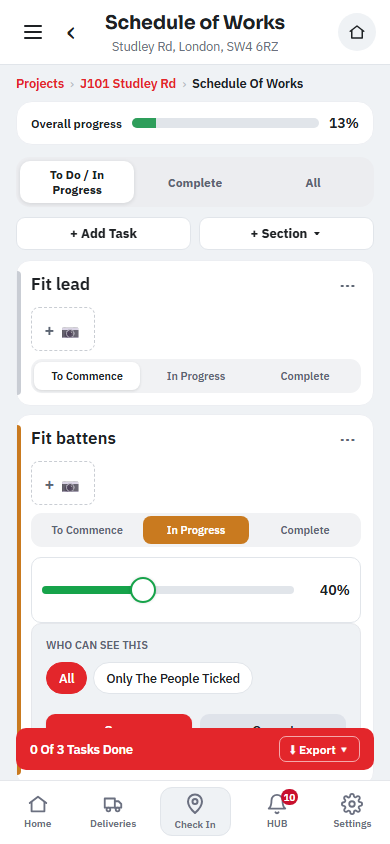 Schedule of Works
Studley Rd, London, SW4 6RZ
Projects › J101 Studley Rd › Schedule Of Works
Overall progress 13%
To Do / In
Progress
Complete
All
+ Add Task
+ Section
Fit lead
+
To Commence
In Progress
Complete
Fit battens
+
To Commence
In Progress
Complete
40%
WHO CAN SEE THIS
All
Only The People Ticked
0 Of 3 Tasks Done
Export
10
Home
Deliveries
Check In
HUB
Settings